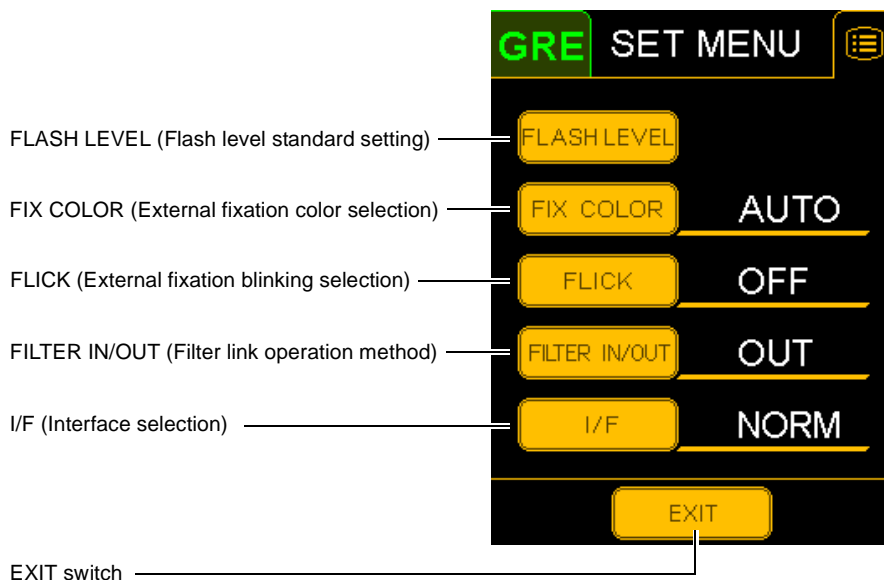 GRE SET MENU
FLASH LEVEL (Flash level standard setting) FLASH LEVEL
FIX COLOR (External fixation color selection) FIX COLOR AUTO
FLICK (External fixation blinking selection) FLICK OFF
FILTER IN/OUT (Filter link operation method) FILTER IN/OUT OUT
I/F (Interface selection) I/F NORM
EXIT
EXIT switch